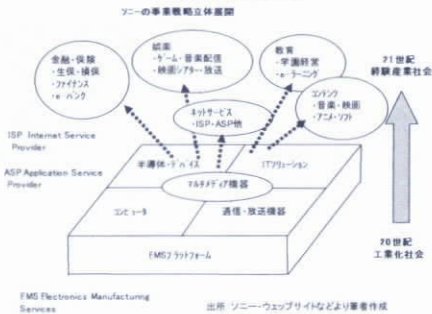 ソニーの事業戦略立体展開
金融・保険
・生保・損保
・ファイナンス
・e-バンク
娯楽
・ゲーム・音楽配信
・映画シアター・放送
教育
・学園経営
・e-ラーニング
コンテンツ
・音楽・映画
・アニメ・ソフト
21世紀
経験産業社会
ネットサービス
・ISP・ASP他
ISP Internet Service
Provider
ASP Application Service
Provider
半導体・デバイス
ITソリューション
マルチメディア機器
コンピュータ
通信・放送機器
EMSプラットフォーム
20世紀
工業化社会
EMS Electronics Manufacturing
Services
出所 ソニー・ウェッブサイトなどより筆者作成